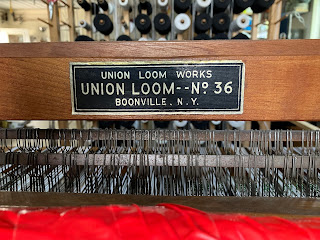 UNION LOOM WORKS
UNION LOOM--Nº 36
BOONVILLE, N.Y.